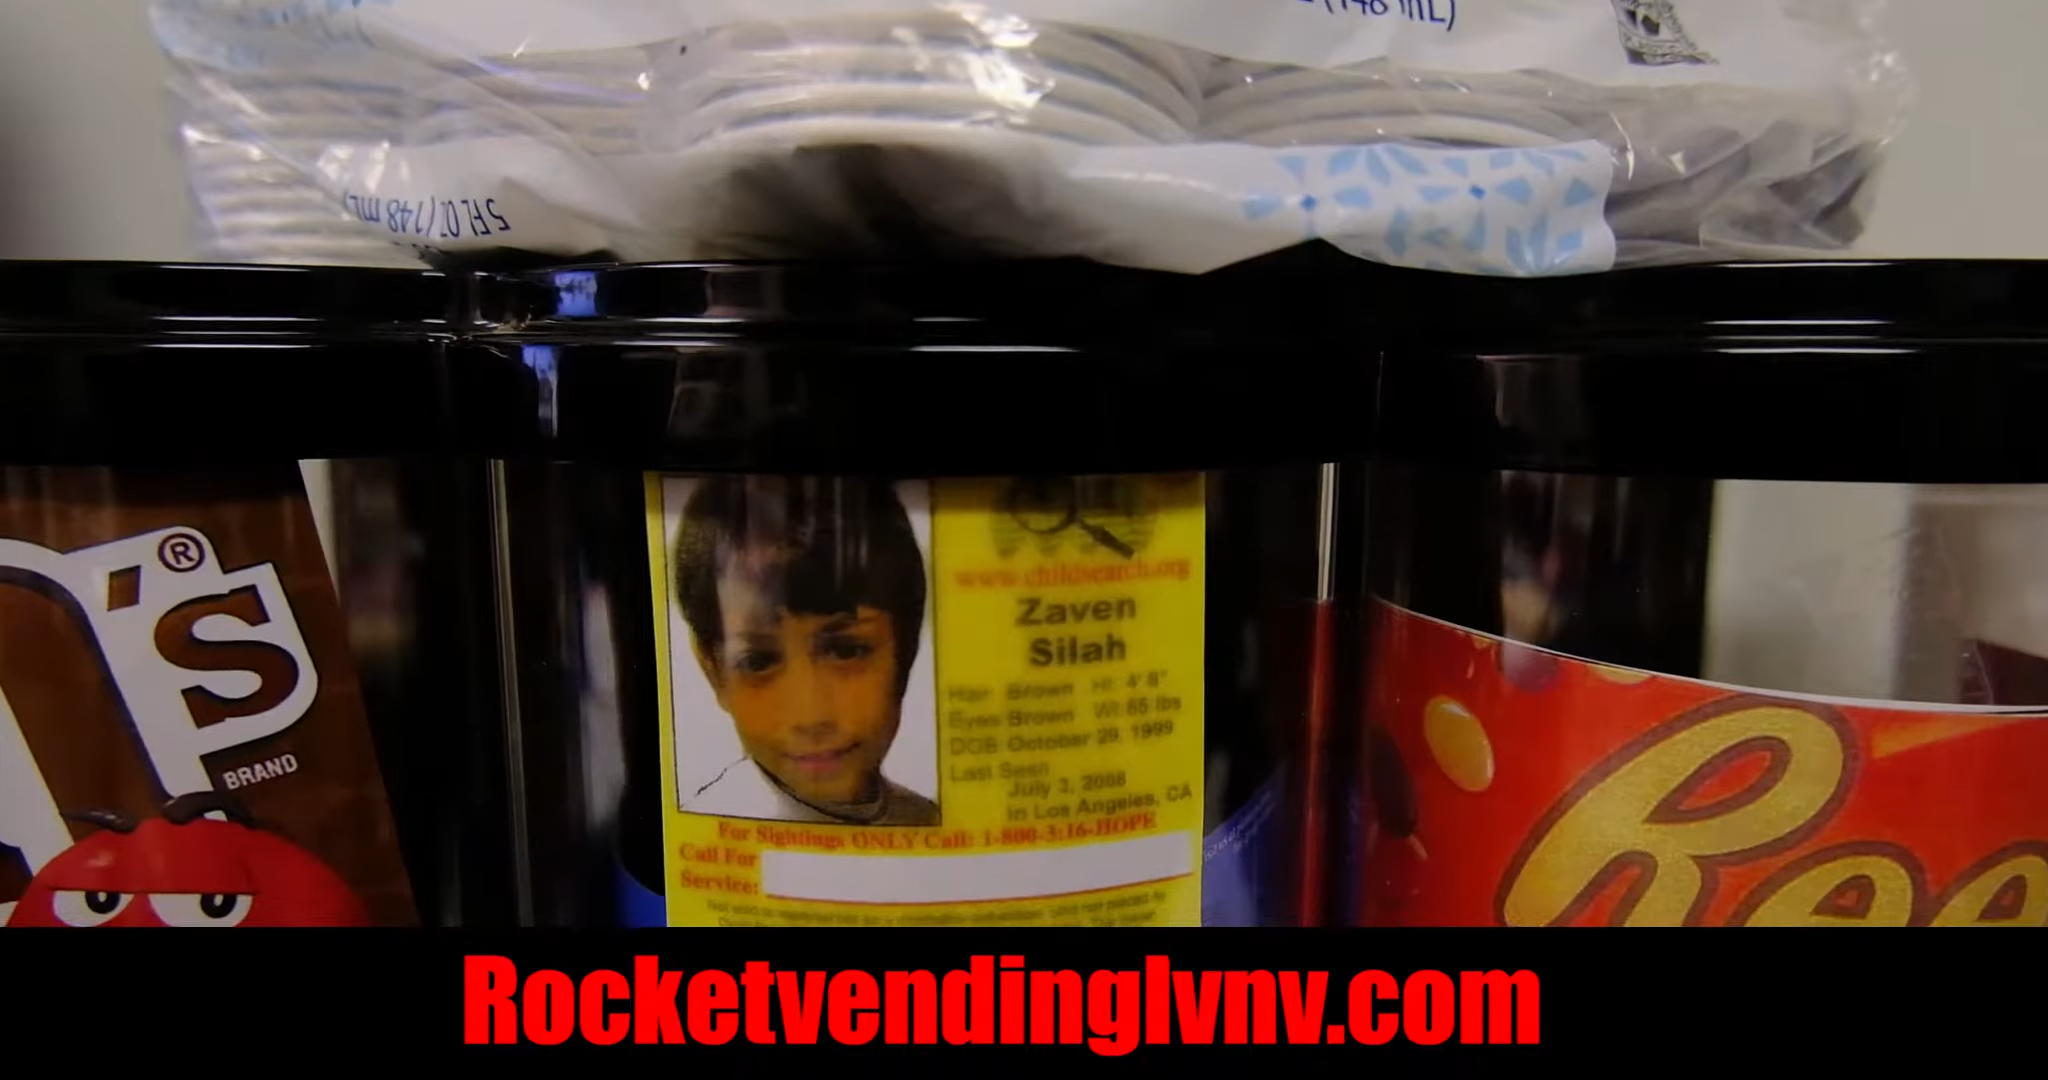 (148 mL)
5 FL OZ (148 mL)
's®
BRAND
www.childsearch.org
Zaven
Silah
Hair Brown Ht: 4'8"
Eyes Brown Wt: 65 lbs
DOB October 29, 1999
Last Seen
July 3, 2008
in Los Angeles, CA
For Sightings ONLY Call: 1-800-3:16-HOPE
Call For
Service:
Ree
Rocketvendinglvnv.com